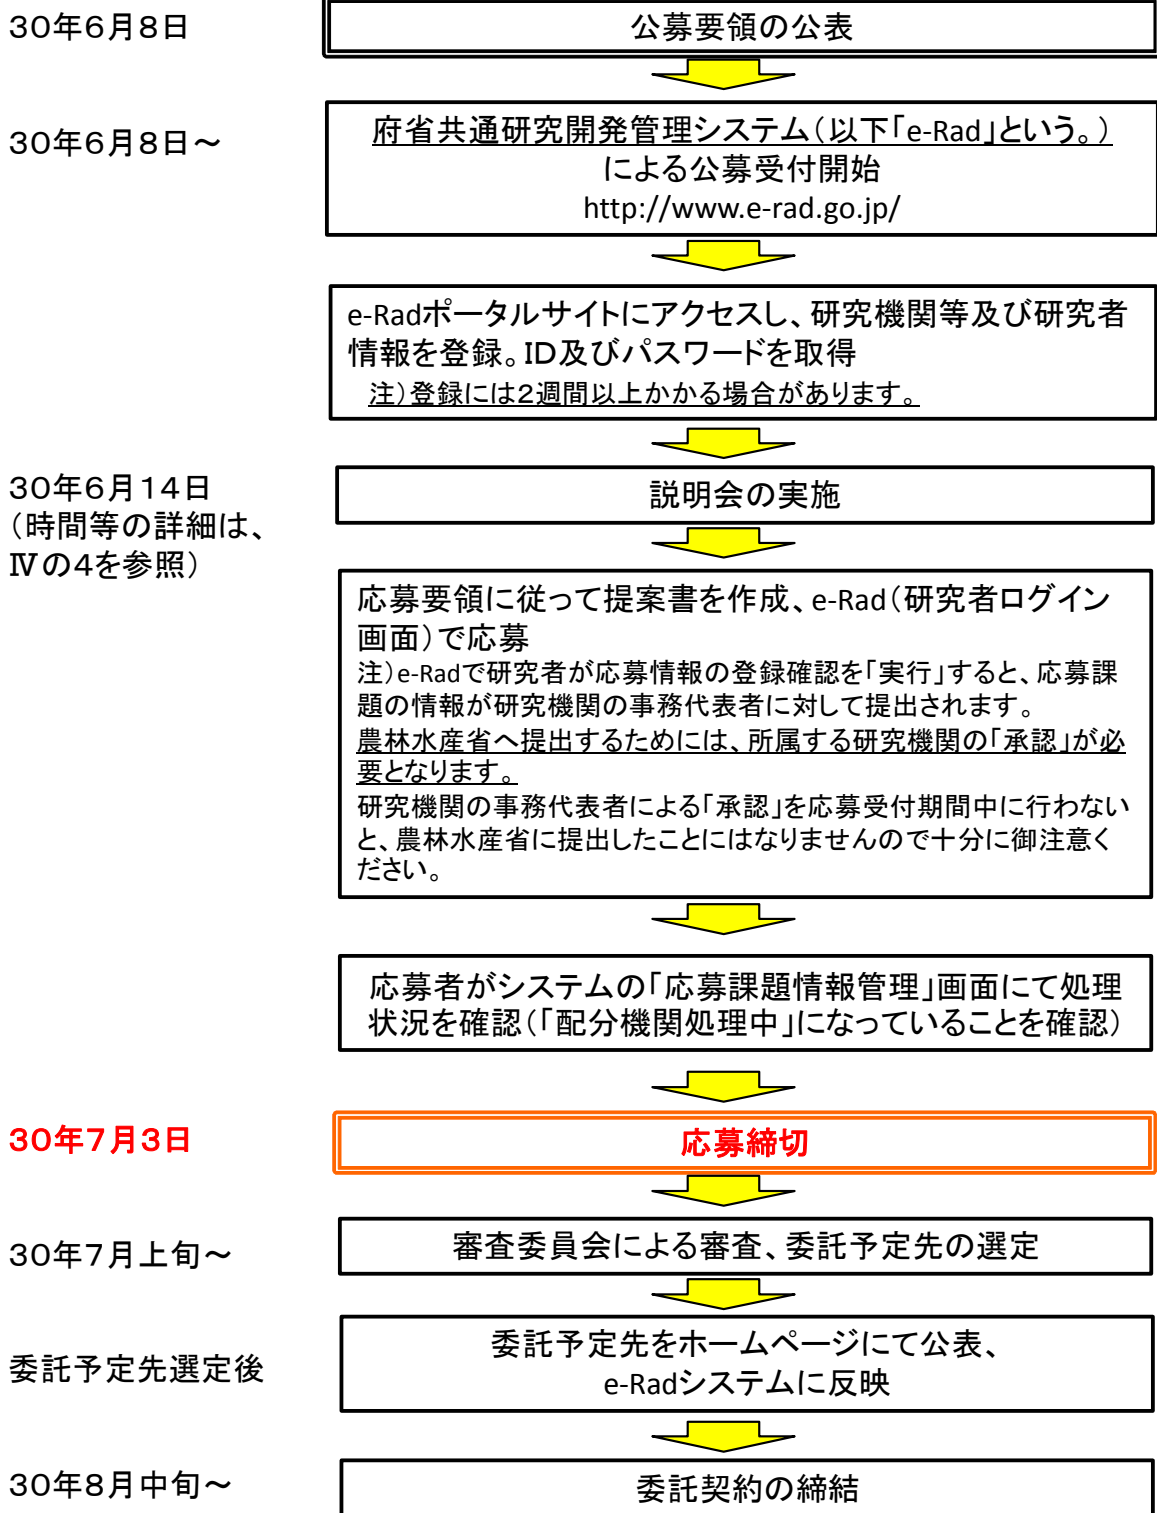 30年6月8日
公募要領の公表
30年6月8日～
府省共通研究開発管理システム（以下「e-Rad」という。）
による公募受付開始
http://www.e-rad.go.jp/
e-Radポータルサイトにアクセスし、研究機関等及び研究者
情報を登録。ID及びパスワードを取得
注）登録には２週間以上かかる場合があります。
30年6月14日
（時間等の詳細は、
Ⅳの４を参照）
説明会の実施
応募要領に従って提案書を作成、e-Rad（研究者ログイン
画面）で応募
注）e-Radで研究者が応募情報の登録確認を「実行」すると、応募課
題の情報が研究機関の事務代表者に対して提出されます。
農林水産省へ提出するためには、所属する研究機関の「承認」が必
要となります。
研究機関の事務代表者による「承認」を応募受付期間中に行わない
と、農林水産省に提出したことにはなりませんので十分に御注意く
ださい。
応募者がシステムの「応募課題情報管理」画面にて処理
状況を確認（「配分機関処理中」になっていることを確認）
30年7月3日
応募締切
30年7月上旬～
審査委員会による審査、委託予定先の選定
委託予定先選定後
委託予定先をホームページにて公表、
e-Radシステムに反映
30年8月中旬～
委託契約の締結